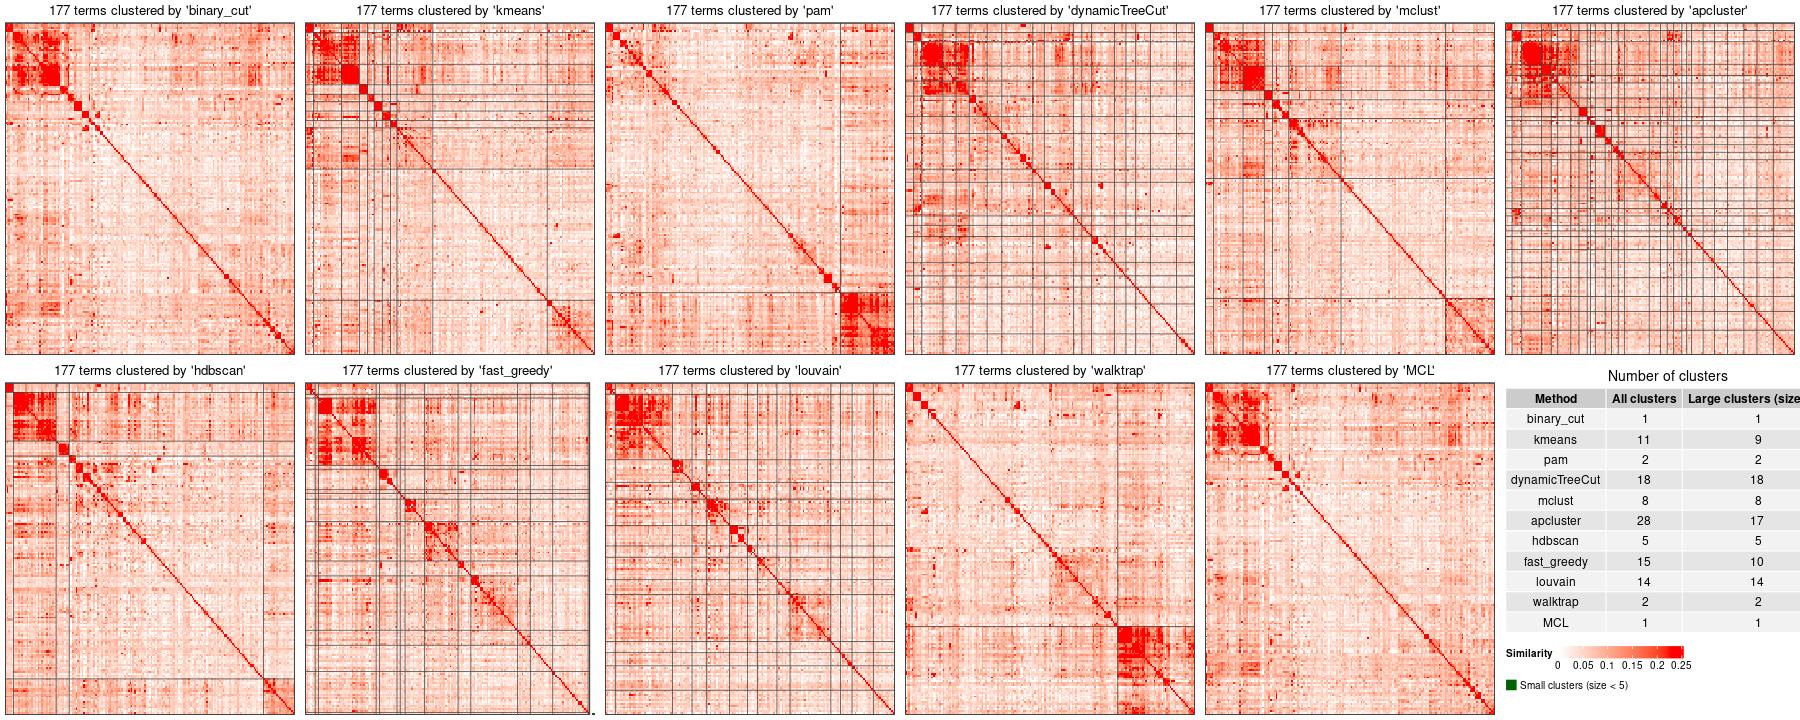 177 terms clustered by 'binary_cut'
177 terms clustered by 'kmeans'
177 terms clustered by 'pam'
177 terms clustered by 'dynamicTreeCut'
177 terms clustered by 'mclust'
177 terms clustered by 'apcluster'
177 terms clustered by 'hdbscan'
177 terms clustered by 'fast_greedy'
177 terms clustered by 'louvain'
177 terms clustered by 'walktrap'
177 terms clustered by 'MCL'
Number of clusters
Method All clusters Large clusters (size
binary_cut 1 1
kmeans 11 9
pam 2 2
dynamicTreeCut 18 18
mclust 8 8
apcluster 28 17
hdbscan 5 5
fast_greedy 15 10
louvain 14 14
walktrap 2 2
MCL 1 1
Similarity
0 0.05 0.1 0.15 0.2 0.25
Small clusters (size < 5)